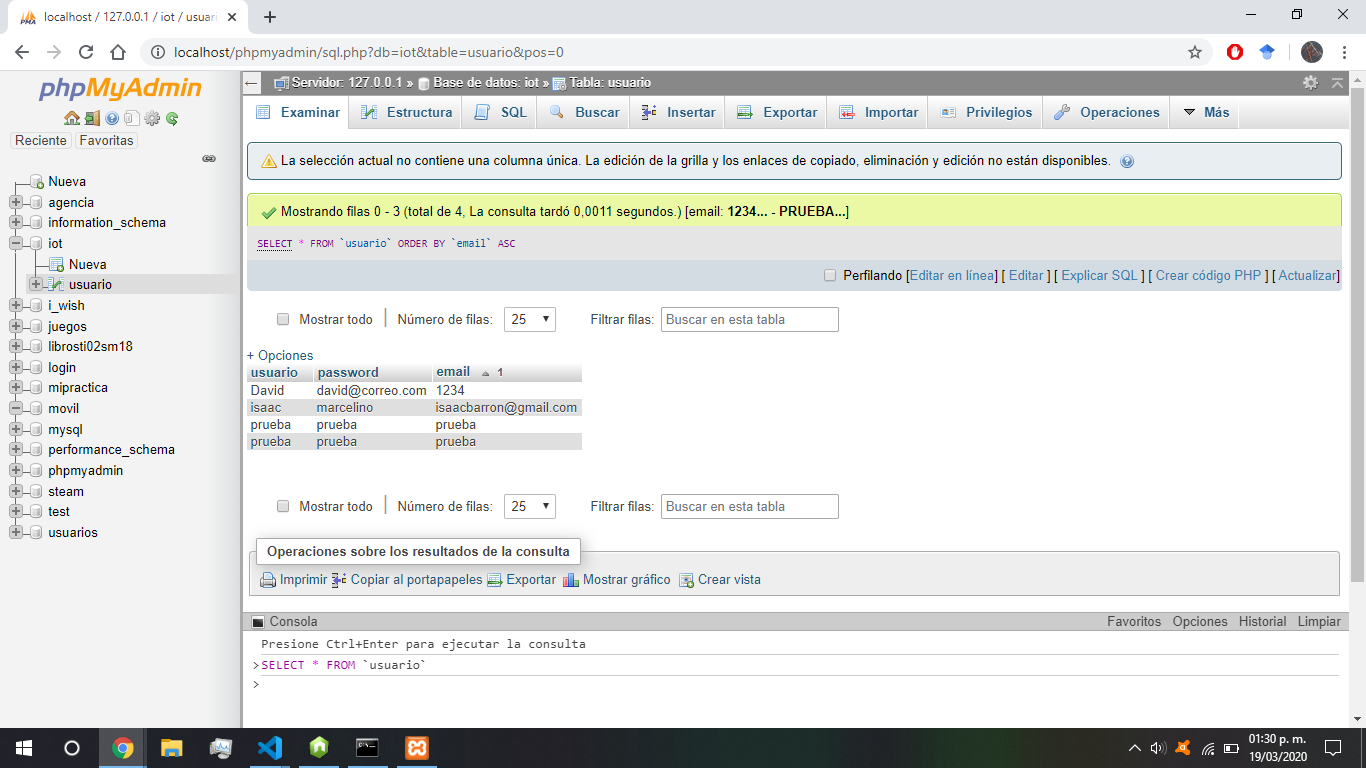 localhost / 127.0.0.1 / iot / usuari
localhost/phpmyadmin/sql.php?db=iot&table=usuario&pos=0
phpMyAdmin
Reciente Favoritas
Nueva
agencia
information_schema
iot
Nueva
usuario
i_wish
juegos
librosti02sm18
login
mipractica
movil
mysql
performance_schema
phpmyadmin
steam
test
usuarios
Servidor: 127.0.0.1 » Base de datos: iot » Tabla: usuario
Examinar Estructura SQL Buscar Insertar Exportar Importar Privilegios Operaciones Más
La selección actual no contiene una columna única. La edición de la grilla y los enlaces de copiado, eliminación y edición no están disponibles.
Mostrando filas 0 - 3 (total de 4, La consulta tardó 0,0011 segundos.) [email: 1234... - PRUEBA...]
SELECT * FROM `usuario` ORDER BY `email` ASC
Perfilando [Editar en línea] [ Editar ] [ Explicar SQL ] [ Crear código PHP ] [ Actualizar]
Mostrar todo | Número de filas: 25 Filtrar filas: Buscar en esta tabla
+ Opciones
usuario password email 1
David david@correo.com 1234
isaac marcelino isaacbarron@gmail.com
prueba prueba prueba
prueba prueba prueba
Mostrar todo | Número de filas: 25 Filtrar filas: Buscar en esta tabla
Operaciones sobre los resultados de la consulta
Imprimir Copiar al portapapeles Exportar Mostrar gráfico Crear vista
Consola Favoritos Opciones Historial Limpiar
Presione Ctrl+Enter para ejecutar la consulta
>SELECT * FROM `usuario`
>
01:30 p. m.
19/03/2020